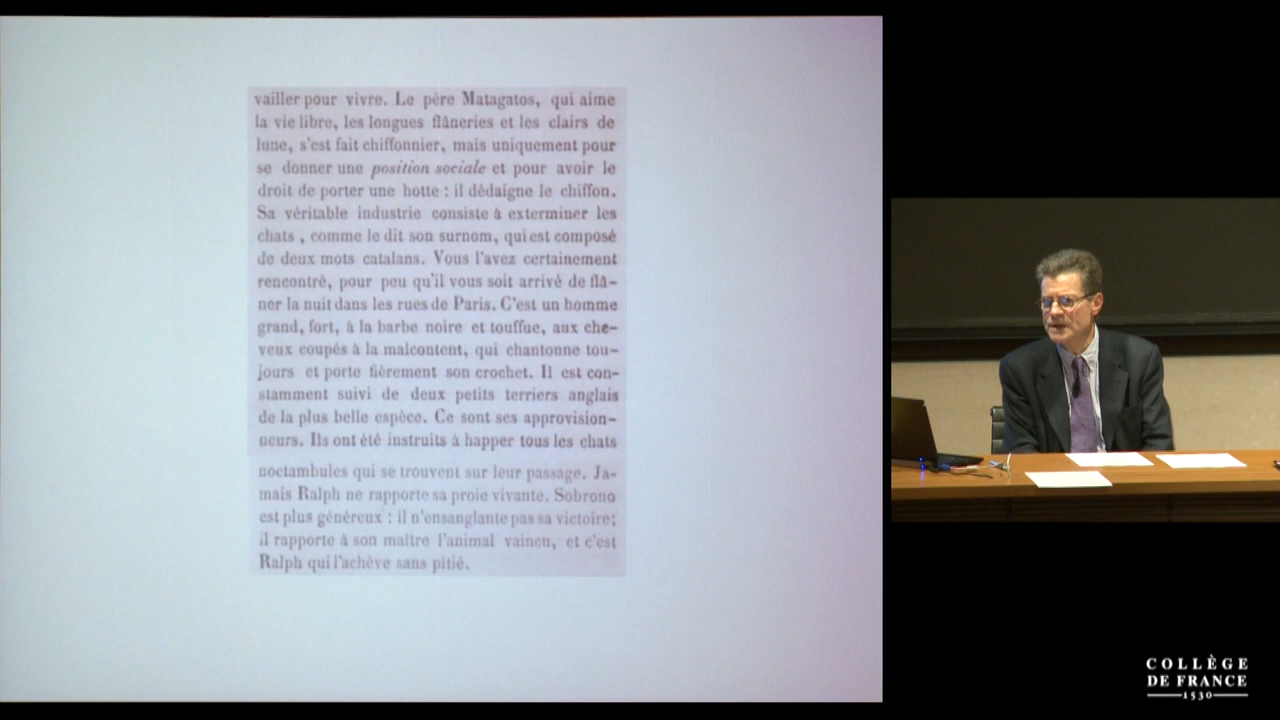 vailler pour vivre. Le père Matagatos, qui aime
la vie libre, les longues flâneries et les clairs de
lune, s'est fait chiffonnier, mais uniquement pour
se donner une position sociale et pour avoir le
droit de porter une hotte : il dédaigne le chiffon.
Sa véritable industrie consiste à exterminer les
chats, comme le dit son surnom, qui est composé
de deux mots catalans. Vous l'avez certainement
rencontré, pour peu qu'il vous soit arrivé de flâ-
ner la nuit dans les rues de Paris. C'est un homme
grand, fort, à la barbe noire et touffue, aux che-
veux coupés à la malcontent, qui chantonne tou-
jours et porte fièrement son crochet. Il est con-
stamment suivi de deux petits terriers anglais
de la plus belle espèce. Ce sont ses approvision-
neurs. Ils ont été instruits à happer tous les chats
noctambules qui se trouvent sur leur passage. Ja-
mais Ralph ne rapporte sa proie vivante. Sobrono
est plus généreux : il n'ensanglante pas sa victoire;
il rapporte à son maître l'animal vaincu, et c'est
Ralph qui l'achève sans pitié.
COLLÈGE
DE FRANCE
1530